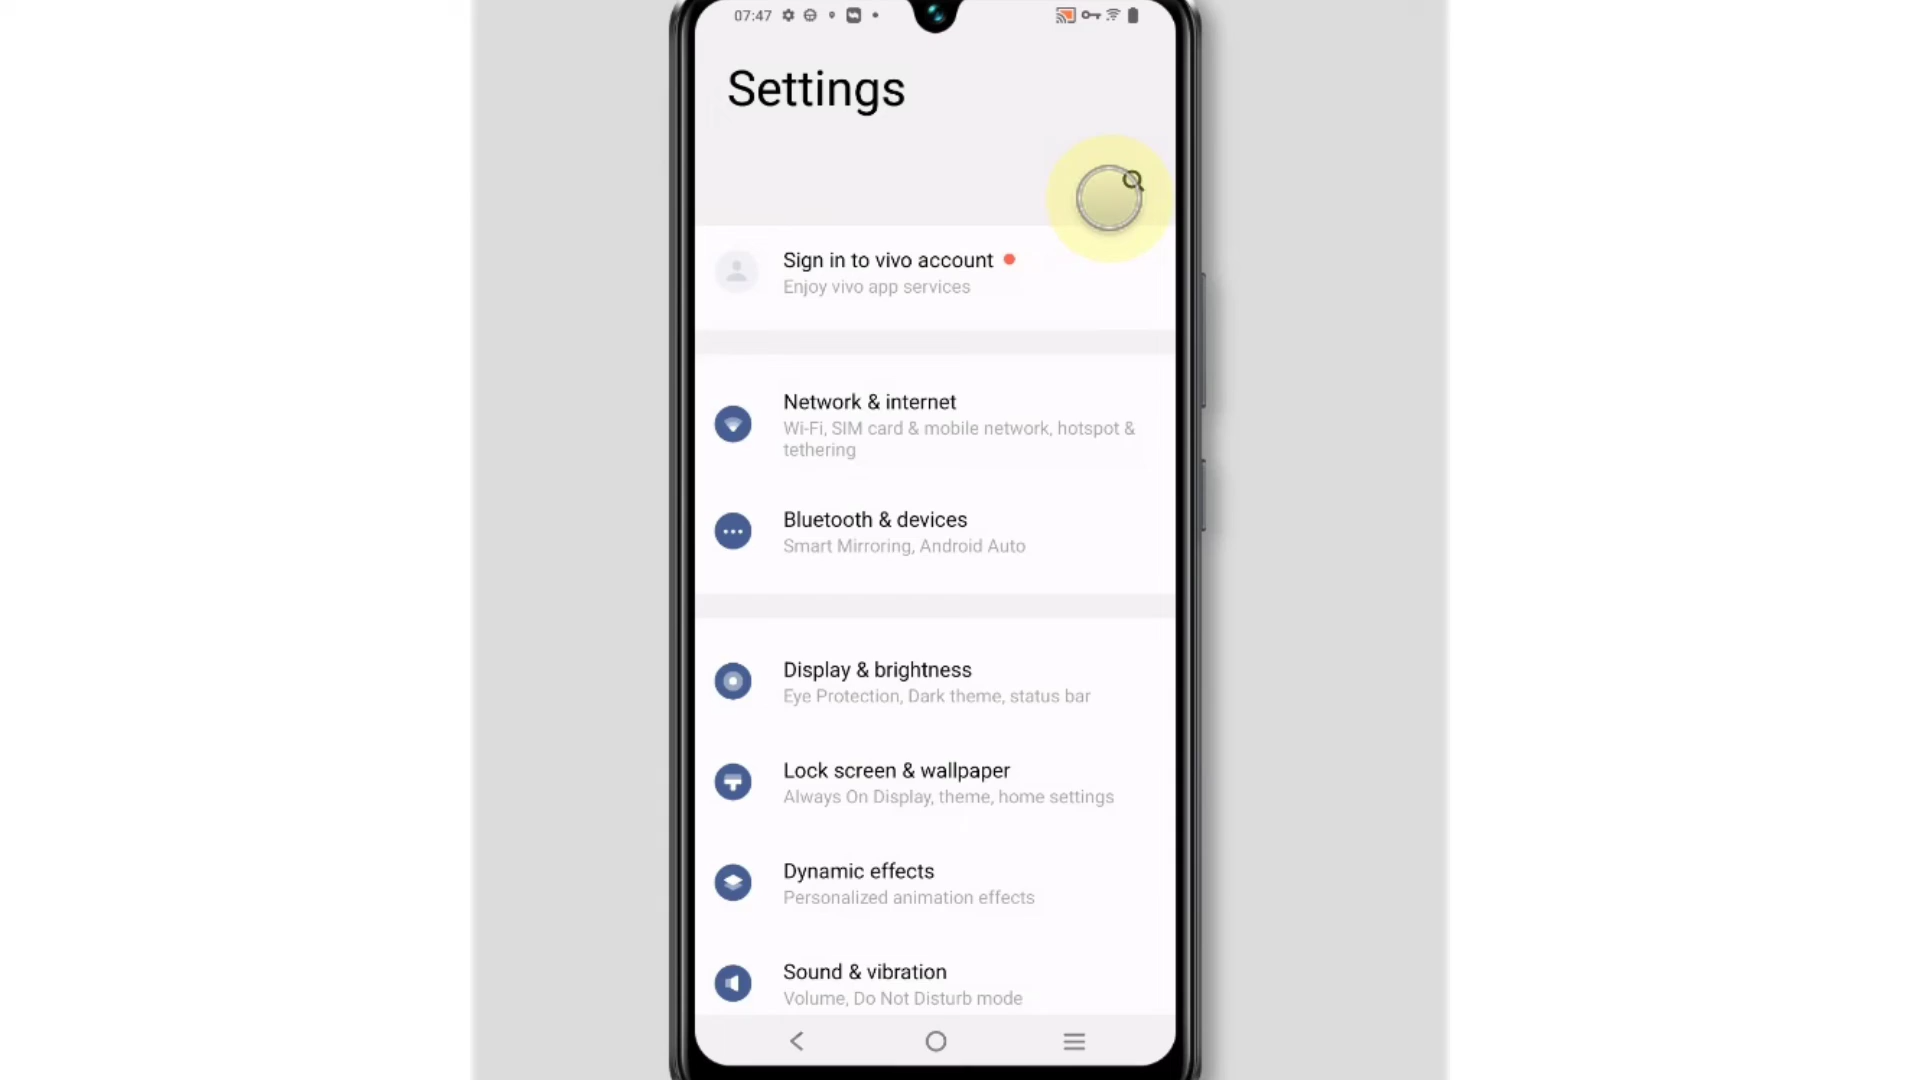 07:47
Settings
Sign in to vivo account
Enjoy vivo app services
Network & internet
Wi-Fi, SIM card & mobile network, hotspot &
tethering
Bluetooth & devices
Smart Mirroring, Android Auto
Display & brightness
Eye Protection, Dark theme, status bar
Lock screen & wallpaper
Always On Display, theme, home settings
Dynamic effects
Personalized animation effects
Sound & vibration
Volume, Do Not Disturb mode